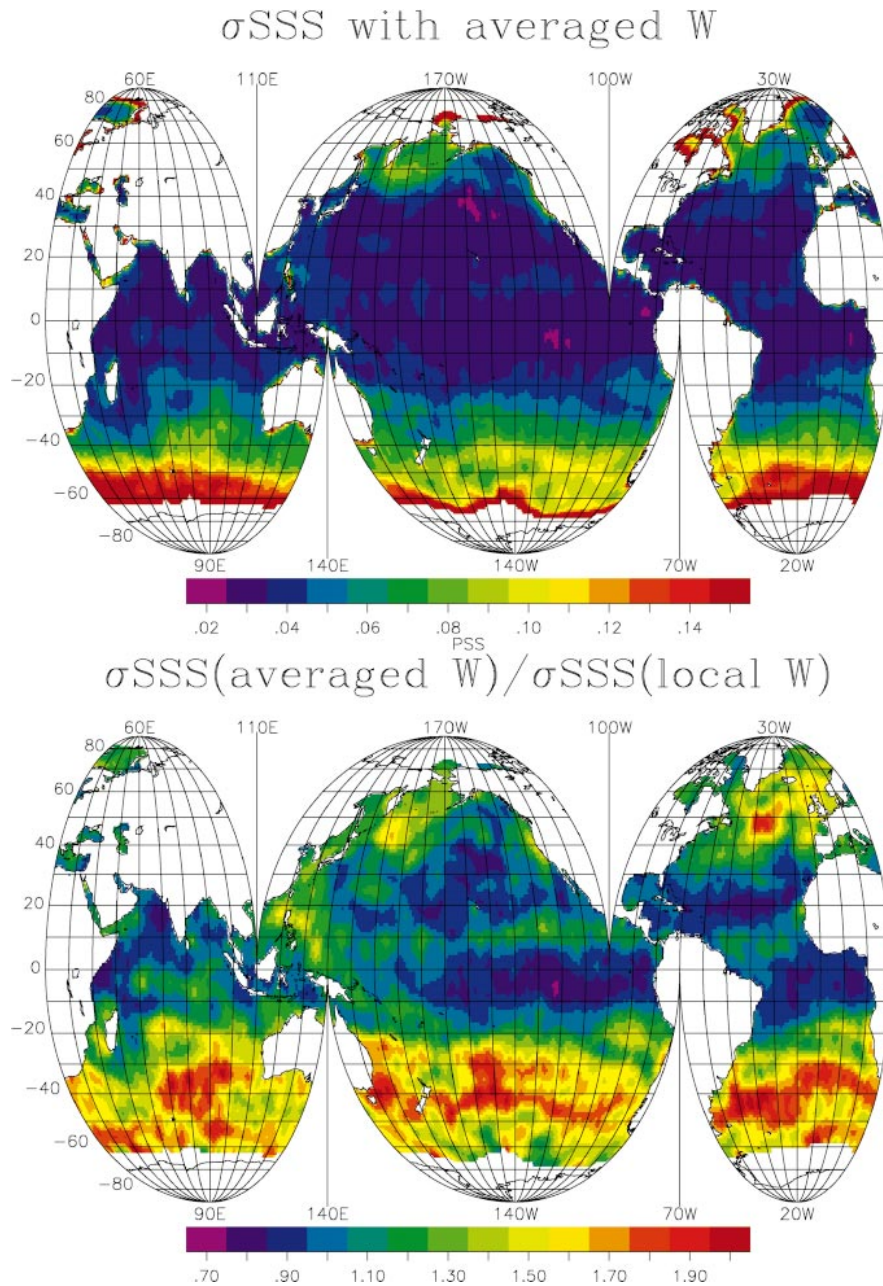 σSSS with averaged W
60E 110E 170W 100W 30W
80
60
40
20
0
−20
−40
−60
−80
90E 140E 140W 70W 20W
.02 .04 .06 .08 .10 .12 .14
PSS
σSSS(averaged W)/σSSS(local W)
60E 110E 170W 100W 30W
80
60
40
20
0
−20
−40
−60
−80
90E 140E 140W 70W 20W
.70 .90 1.10 1.30 1.50 1.70 1.90